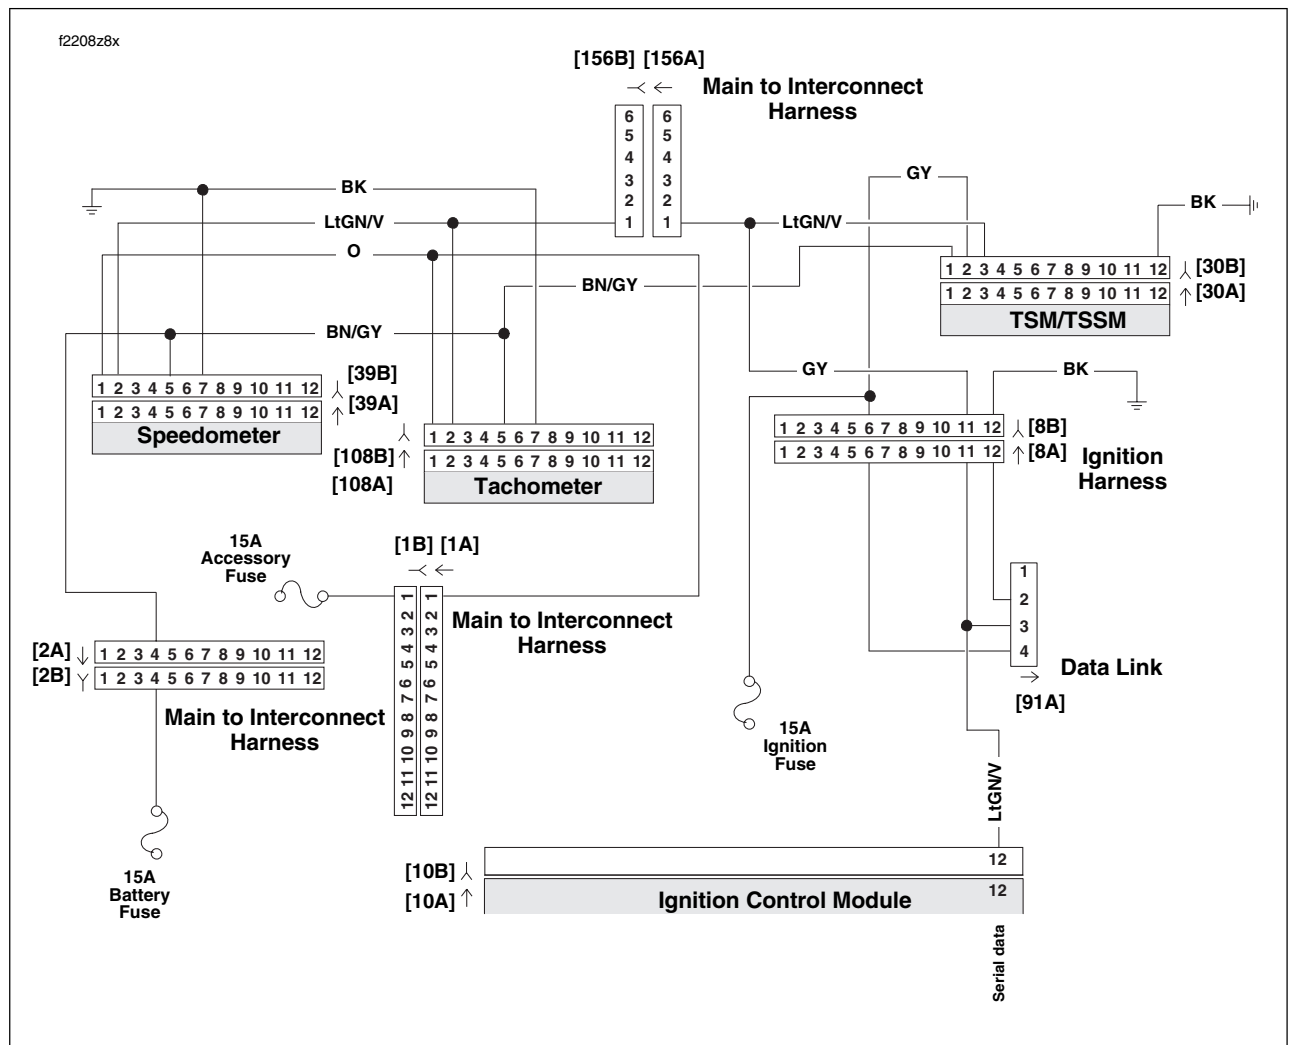 f2208z8x
[156B] [156A]
Main to Interconnect
Harness
6 6
5 5
4 4
3 3
2 2
1 1
GY
BK
BK
LtGN/V
LtGN/V
O
BN/GY
BN/GY
1 2 3 4 5 6 7 8 9 10 11 12 [30B]
1 2 3 4 5 6 7 8 9 10 11 12 [30A]
TSM/TSSM
GY
BK
[39B]
1 2 3 4 5 6 7 8 9 10 11 12
[39A]
1 2 3 4 5 6 7 8 9 10 11 12
Speedometer
1 2 3 4 5 6 7 8 9 10 11 12
[108B]
1 2 3 4 5 6 7 8 9 10 11 12
[108A]
Tachometer
1 2 3 4 5 6 7 8 9 10 11 12 [8B]
1 2 3 4 5 6 7 8 9 10 11 12 [8A]
Ignition
Harness
15A
Accessory
Fuse
[1B] [1A]
12 11 10 9 8 7 6 5 4 3 2 1
12 11 10 9 8 7 6 5 4 3 2 1
Main to Interconnect
Harness
1
2
3
4
Data Link
[91A]
[2A] 1 2 3 4 5 6 7 8 9 10 11 12
[2B] 1 2 3 4 5 6 7 8 9 10 11 12
Main to Interconnect
Harness
15A
Ignition
Fuse
LtGN/V
15A
Battery
Fuse
[10B] 12
[10A] 12
Ignition Control Module
Serial data